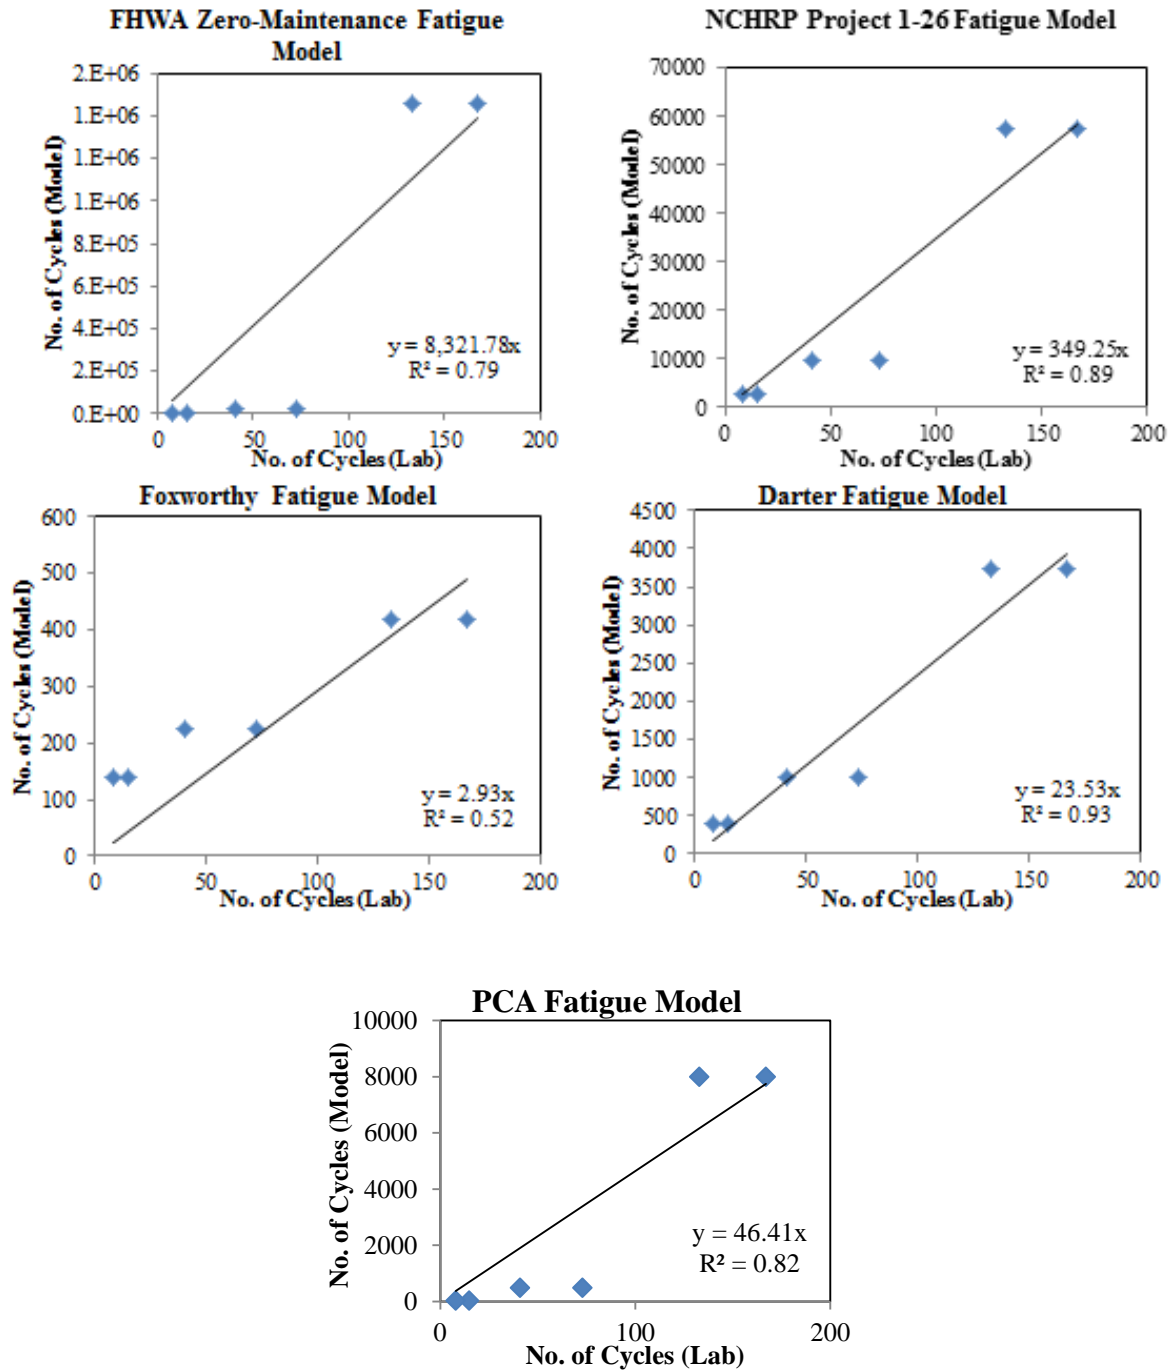 FHWA Zero-Maintenance Fatigue
Model
2.E+06
1.E+06
1.E+06
1.E+06
8.E+05
6.E+05
4.E+05
2.E+05
0.E+00
No. of Cycles (Model)
y = 8,321.78x
R² = 0.79
0 50 100 150 200
No. of Cycles (Lab)
NCHRP Project 1-26 Fatigue Model
70000
60000
50000
40000
30000
20000
10000
0
No. of Cycles (Model)
y = 349.25x
R² = 0.89
0 50 100 150 200
No. of Cycles (Lab)
Foxworthy Fatigue Model
600
500
400
300
200
100
0
No. of Cycles (Model)
y = 2.93x
R² = 0.52
0 50 100 150 200
No. of Cycles (Lab)
Darter Fatigue Model
4500
4000
3500
3000
2500
2000
1500
1000
500
0
No. of Cycles (Model)
y = 23.53x
R² = 0.93
0 50 100 150 200
No. of Cycles (Lab)
PCA Fatigue Model
10000
8000
6000
4000
2000
0
No. of Cycles (Model)
y = 46.41x
R² = 0.82
0 100 200
No. of Cycles (Lab)